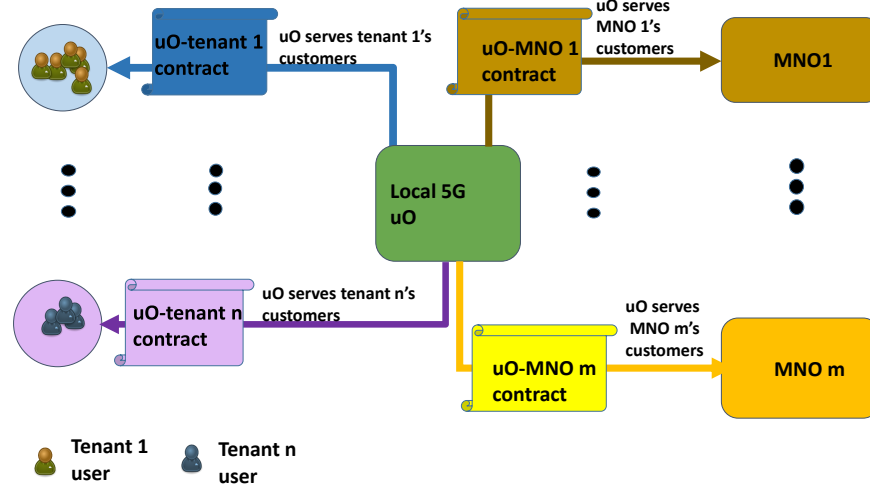 uO-tenant 1
contract
uO serves tenant 1's
customers
uO-MNO 1
contract
uO serves
MNO 1's
customers
MNO1
Local 5G
uO
uO-tenant n
contract
uO serves tenant n's
customers
uO-MNO m
contract
uO serves
MNO m's
customers
MNO m
Tenant 1
user
Tenant n
user